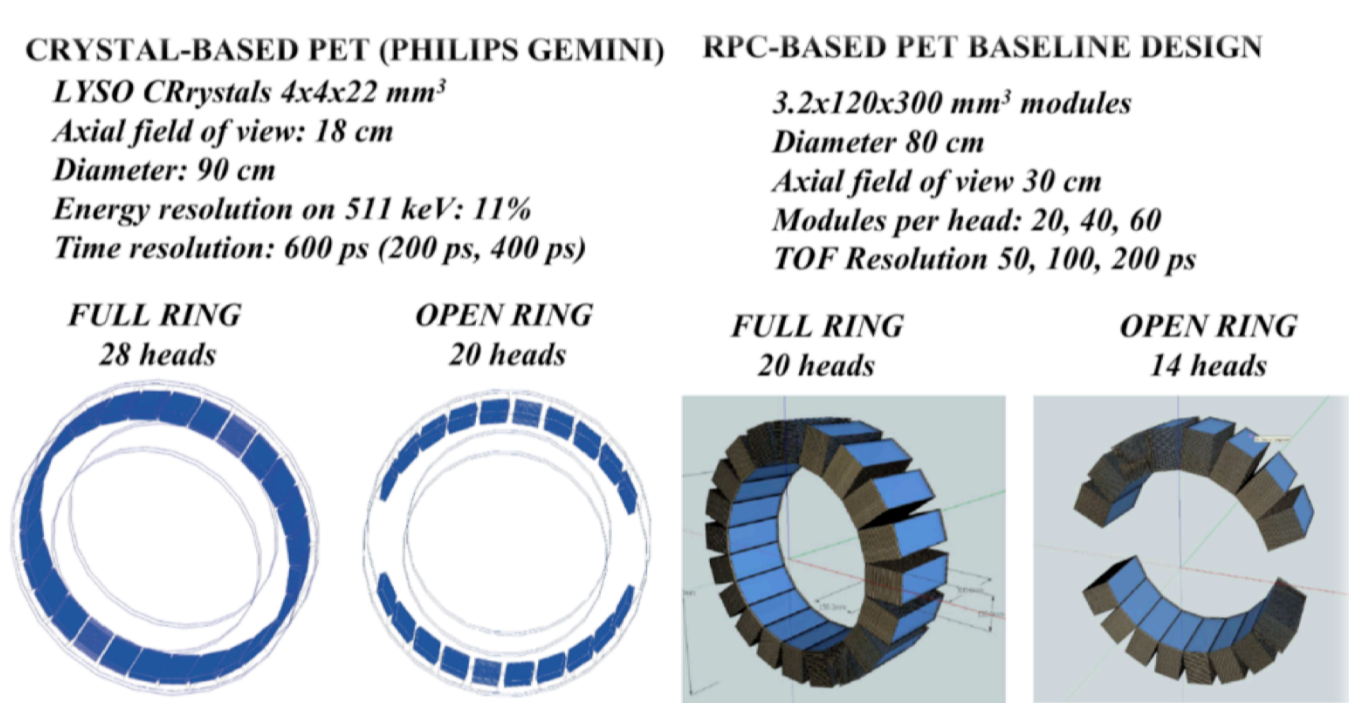 CRYSTAL-BASED PET (PHILIPS GEMINI)
LYSO CRrystals 4x4x22 mm³
Axial field of view: 18 cm
Diameter: 90 cm
Energy resolution on 511 keV: 11%
Time resolution: 600 ps (200 ps, 400 ps)
FULL RING
28 heads
OPEN RING
20 heads
RPC-BASED PET BASELINE DESIGN
3.2x120x300 mm³ modules
Diameter 80 cm
Axial field of view 30 cm
Modules per head: 20, 40, 60
TOF Resolution 50, 100, 200 ps
FULL RING
20 heads
OPEN RING
14 heads